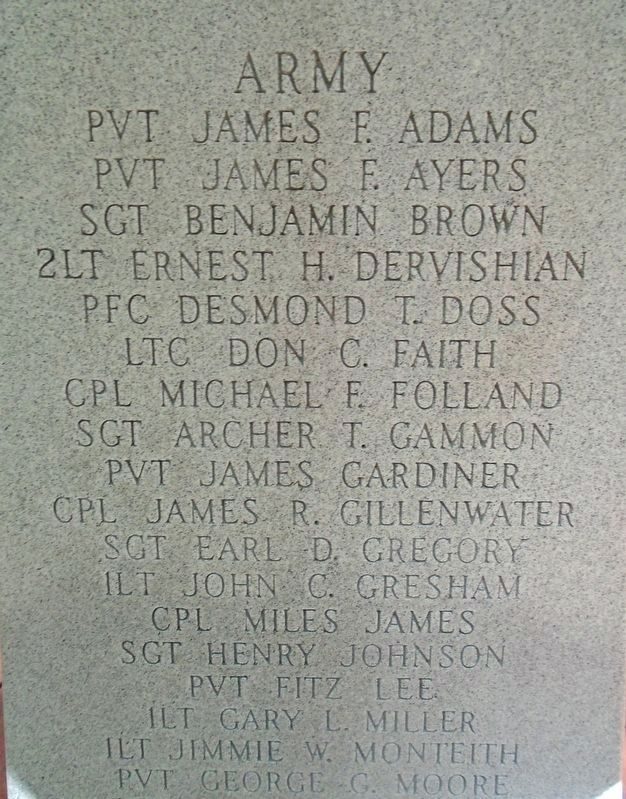 ARMY
PVT JAMES F. ADAMS
PVT JAMES F. AYERS
SGT BENJAMIN BROWN
2LT ERNEST H. DERVISHIAN
PFC DESMOND T. DOSS
LTC DON C. FAITH
CPL MICHAEL F. FOLLAND
SGT ARCHER T. GAMMON
PVT JAMES GARDINER
CPL JAMES R. GILLENWATER
SGT EARL D. GREGORY
1LT JOHN C. GRESHAM
CPL MILES JAMES
SGT HENRY JOHNSON
PVT FITZ LEE
1LT GARY L. MILLER
1LT JIMMIE W. MONTEITH
PVT GEORGE G. MOORE